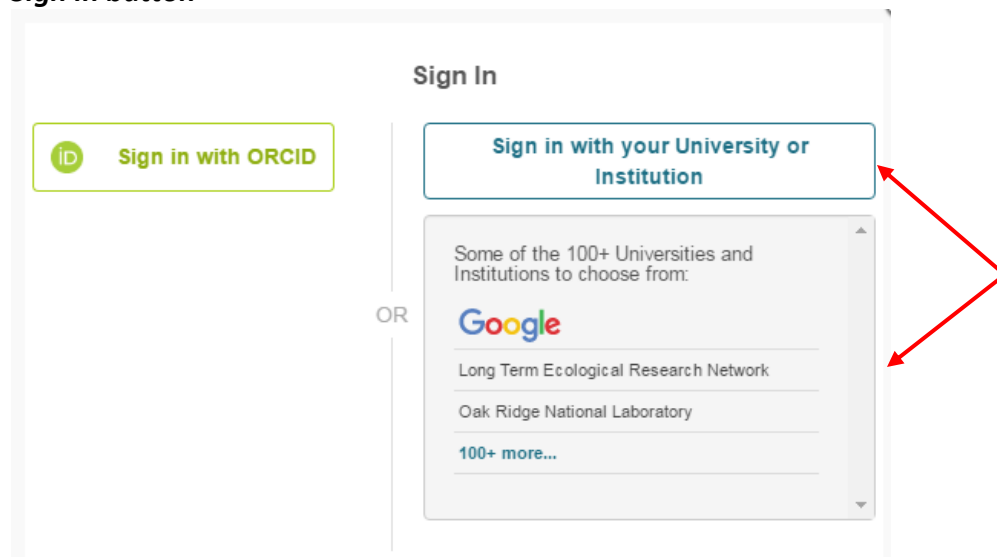 Sign In
iD Sign in with ORCID
OR
Sign in with your University or
Institution
Some of the 100+ Universities and
Institutions to choose from:
Google
Long Term Ecological Research Network
Oak Ridge National Laboratory
100+ more...